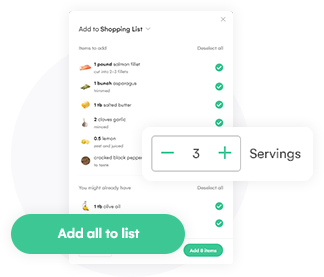 Add to Shopping List
Items to add Deselect all
1 pound salmon fillet
cut into 2-3 fillets
1 bunch asparagus
trimmed
1 tb salted butter
2 cloves garlic
minced
0.5 lemon
zest and juiced
cracked black pepper
to taste
3 Servings
You might already have Deselect all
1 tb olive oil
Add all to list
Add 8 items